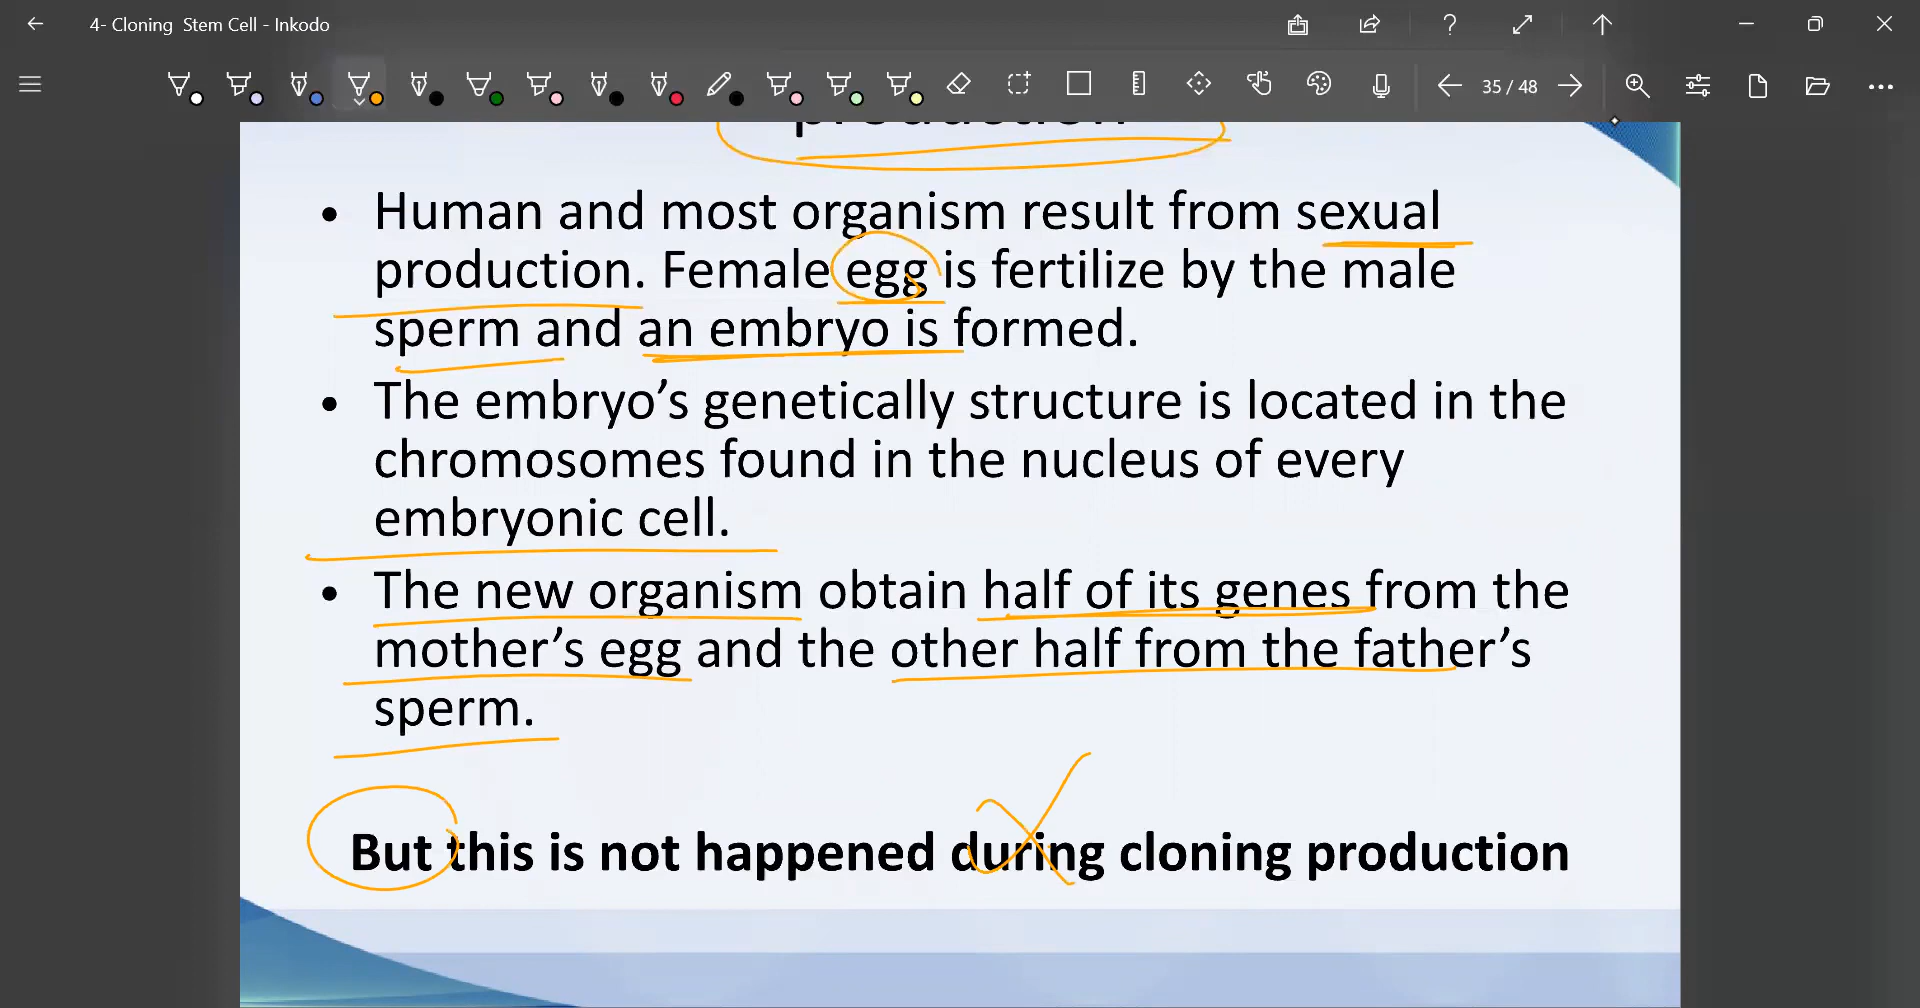 4- Cloning  Stem Cell - Inkodo
35 / 48
production
• Human and most organism result from sexual
production. Female egg is fertilize by the male
sperm and an embryo is formed.
• The embryo’s genetically structure is located in the
chromosomes found in the nucleus of every
embryonic cell.
• The new organism obtain half of its genes from the
mother’s egg and the other half from the father’s
sperm.
But this is not happened during cloning production